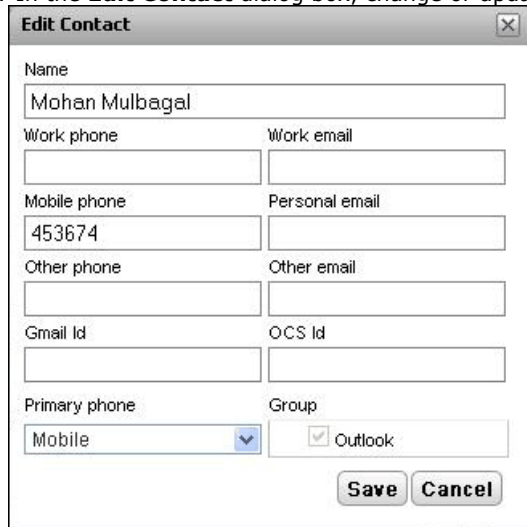 In the Edit Contact dialog box, change or
Edit Contact
Name
Mohan Mulbagal
Work phone Work email
Mobile phone Personal email
453674
Other phone Other email
Gmail Id OCS Id
Primary phone Group
Mobile Outlook
Save Cancel